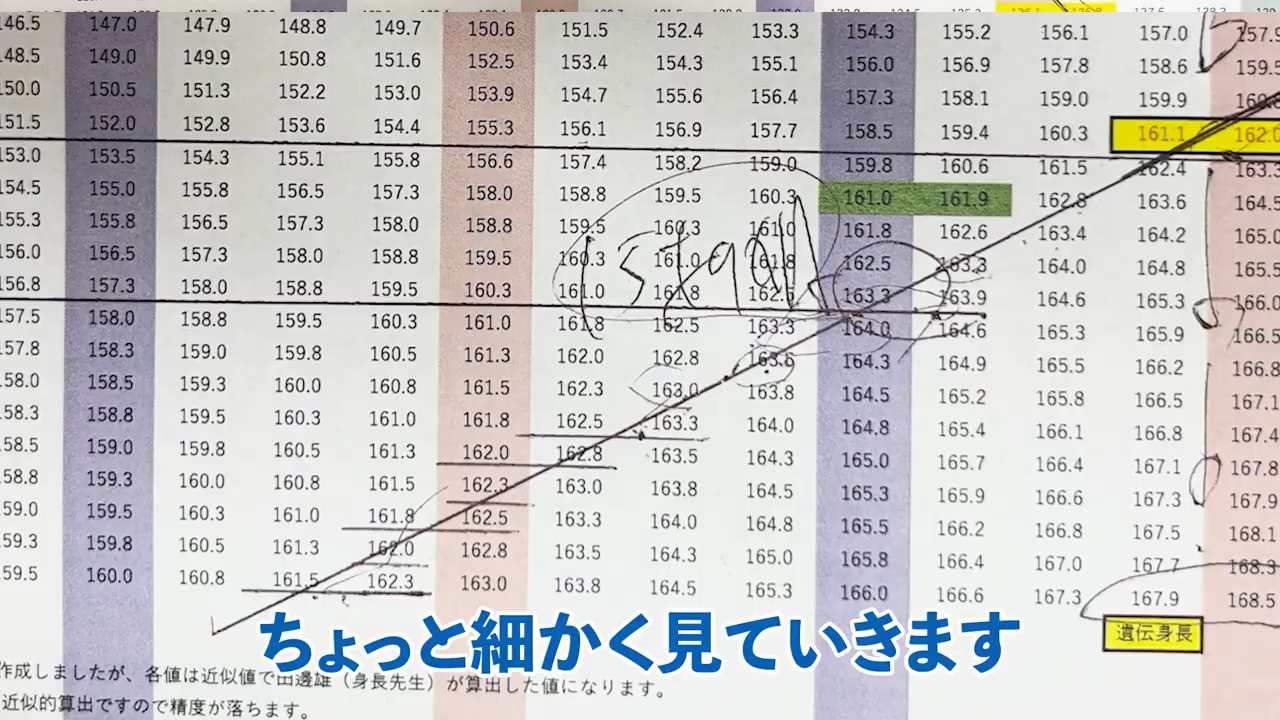 146.5 147.0 147.9 148.8 149.7 150.6 151.5 152.4 153.3 154.3 155.2 156.1 157.0 157.9
148.5 149.0 149.9 150.8 151.6 152.5 153.4 154.3 155.1 156.0 156.9 157.8 158.6 159.5
150.0 150.5 151.3 152.2 153.0 153.9 154.7 155.6 156.4 157.3 158.1 159.0 159.9
151.5 152.0 152.8 153.6 154.4 155.3 156.1 156.9 157.7 158.5 159.4 160.3 161.1 162.0
153.0 153.5 154.3 155.1 155.8 156.6 157.4 158.2 159.0 159.8 160.6 161.5 162.4 163.3
154.5 155.0 155.8 156.5 157.3 158.0 158.8 159.5 160.3 161.0 161.9 162.8 163.6 164.5
155.3 155.8 156.5 157.3 158.0 158.8 159.5 160.3 161.0 161.8 162.6 163.4 164.2 165.0
156.0 156.5 157.3 158.0 158.8 159.5 160.3 161.0 161.8 162.5 163.3 164.0 164.8 165.5
156.8 157.3 158.0 158.8 159.5 160.3 161.0 161.8 162.5 163.3 163.9 164.6 165.3 166.0
157.5 158.0 158.8 159.5 160.3 161.0 161.8 162.5 163.3 164.0 164.6 165.3 165.9 166.5
157.8 158.3 159.0 159.8 160.5 161.3 162.0 162.8 163.6 164.3 164.9 165.5 166.2 166.8
158.0 158.5 159.3 160.0 160.8 161.5 162.3 163.0 163.8 164.5 165.2 165.8 166.5 167.1
158.3 158.8 159.5 160.3 161.0 161.8 162.5 163.3 164.0 164.8 165.4 166.1 166.8 167.4
158.5 159.0 159.8 160.5 161.3 162.0 162.8 163.5 164.3 165.0 165.7 166.4 167.1 167.8
158.8 159.3 160.0 160.8 161.5 162.3 163.0 163.8 164.5 165.3 165.9 166.6 167.3 167.9
159.0 159.5 160.3 161.0 161.8 162.5 163.3 164.0 164.8 165.5 166.2 166.8 167.5 168.1
159.3 159.8 160.5 161.3 162.0 162.8 163.5 164.3 165.0 165.8 166.4 167.0 167.7 168.3
159.5 160.0 160.8 161.5 162.3 163.0 163.8 164.5 165.3 166.0 166.6 167.3 167.9 168.5
遺伝身長
ちょっと細かく見ていきます
作成しましたが、各値は近似値で田邊雄（身長先生）が算出した値になります。
近似的算出ですので精度が落ちます。